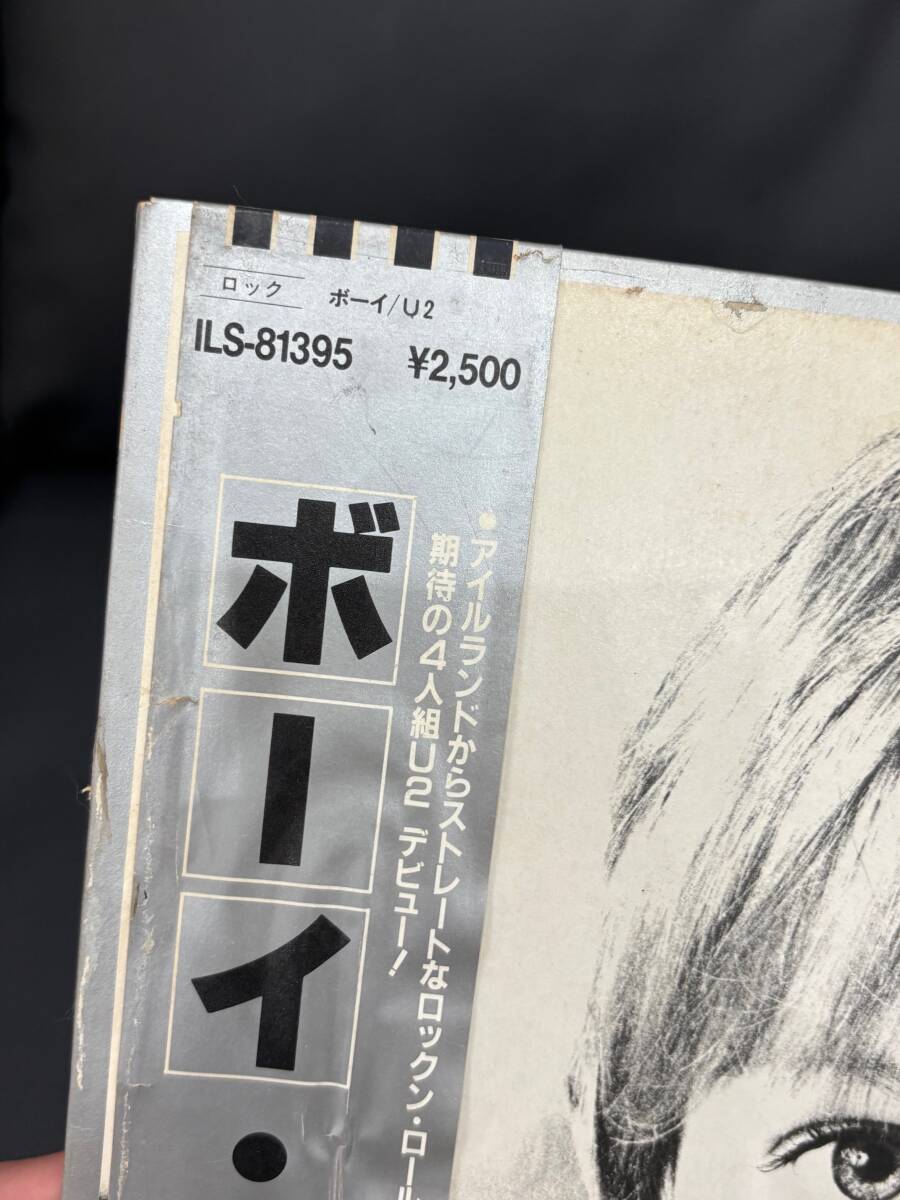 ロック
ボーイ/U2
ILS-81395 ¥2,500
ボーイ・
●アイルランドからストレートなロックン・ロール
期待の4人組U2 デビュー!